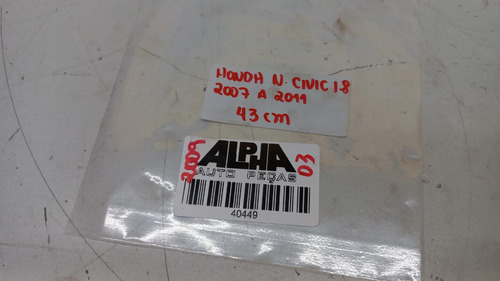 HONDA N. CIVIC 1.8
2007 A 2011
43 cm
2009
ALPHA
AUTO PEÇAS
03
40449